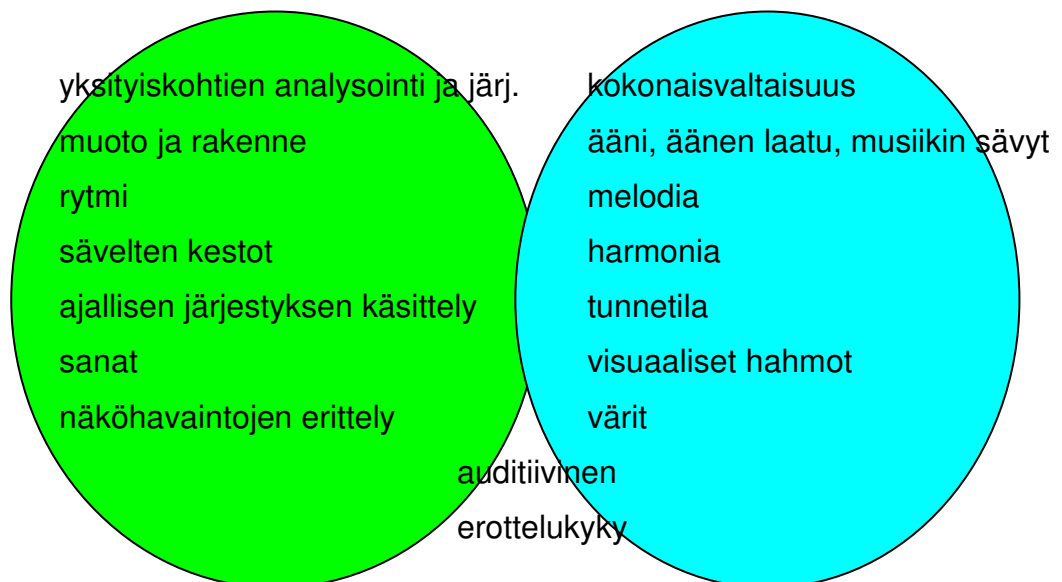 yksityiskohtien analysointi ja järj.
muoto ja rakenne
rytmi
sävelten kestot
ajallisen järjestyksen käsittely
sanat
näköhavaintojen erittely
kokonaisvaltaisuus
ääni, äänen laatu, musiikin sävyt
melodia
harmonia
tunnetila
visuaaliset hahmot
värit
auditiivinen
erottelukyky